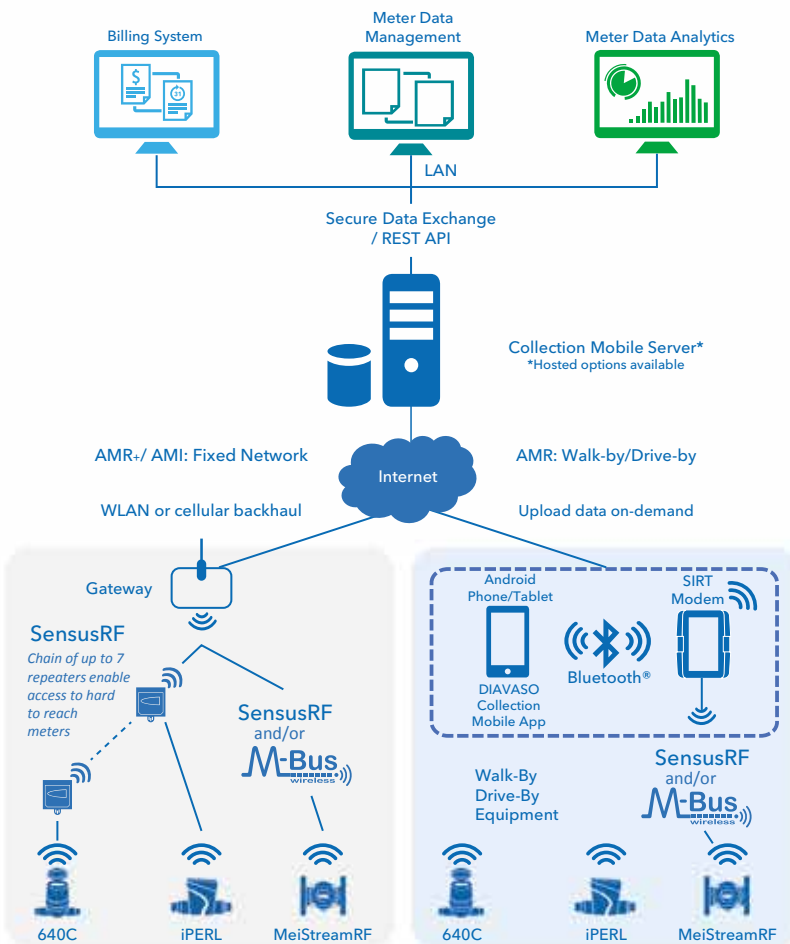 Billing System
Meter Data
Management
Meter Data Analytics
$
31
LAN
Secure Data Exchange
/ REST API
Collection Mobile Server*
*Hosted options available
AMR+/ AMI: Fixed Network
Internet
AMR: Walk-by/Drive-by
WLAN or cellular backhaul
Upload data on-demand
Gateway
SensusRF
Chain of up to 7
repeaters enable
access to hard
to reach
meters
SensusRF
and/or
M-Bus
wireless
640C
iPERL
MeiStreamRF
Android
Phone/Tablet
SIRT
Modem
Bluetooth®
DIAVASO
Collection
Mobile App
Walk-By
Drive-By
Equipment
SensusRF
and/or
M-Bus
wireless
640C
iPERL
MeiStreamRF